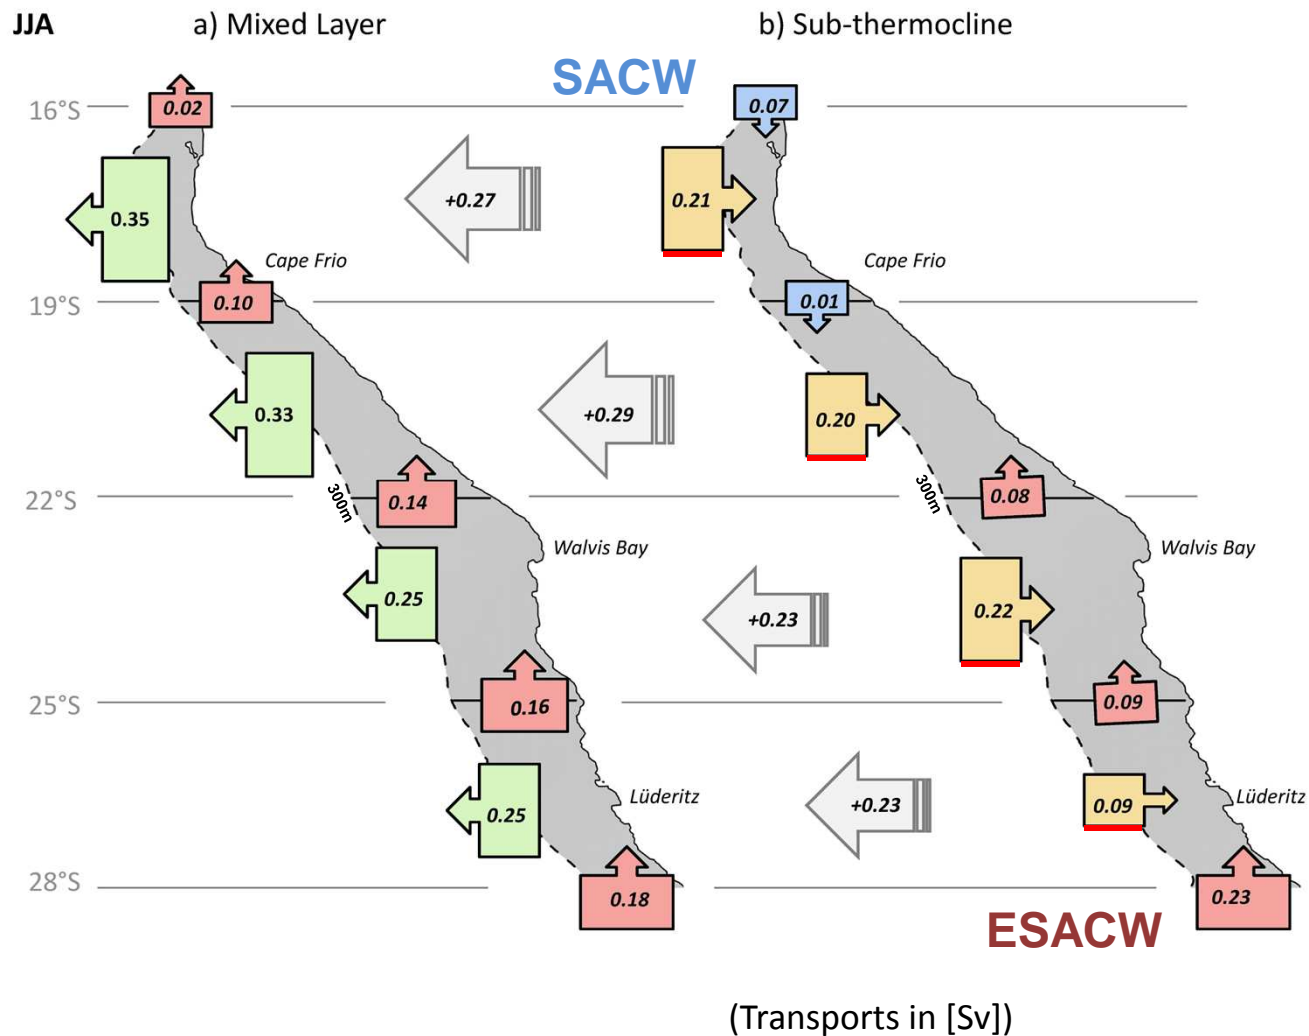 JJA
a) Mixed Layer
b) Sub-thermocline
SACW
16°S
0.02
0.07
0.35
+0.27
0.21
Cape Frio
Cape Frio
19°S
0.10
0.01
0.33
+0.29
0.20
300m
300m
22°S
0.14
0.08
Walvis Bay
Walvis Bay
0.25
+0.23
0.22
25°S
0.16
0.09
Lüderitz
Lüderitz
0.25
+0.23
0.09
28°S
0.18
0.23
ESACW
(Transports in [Sv])